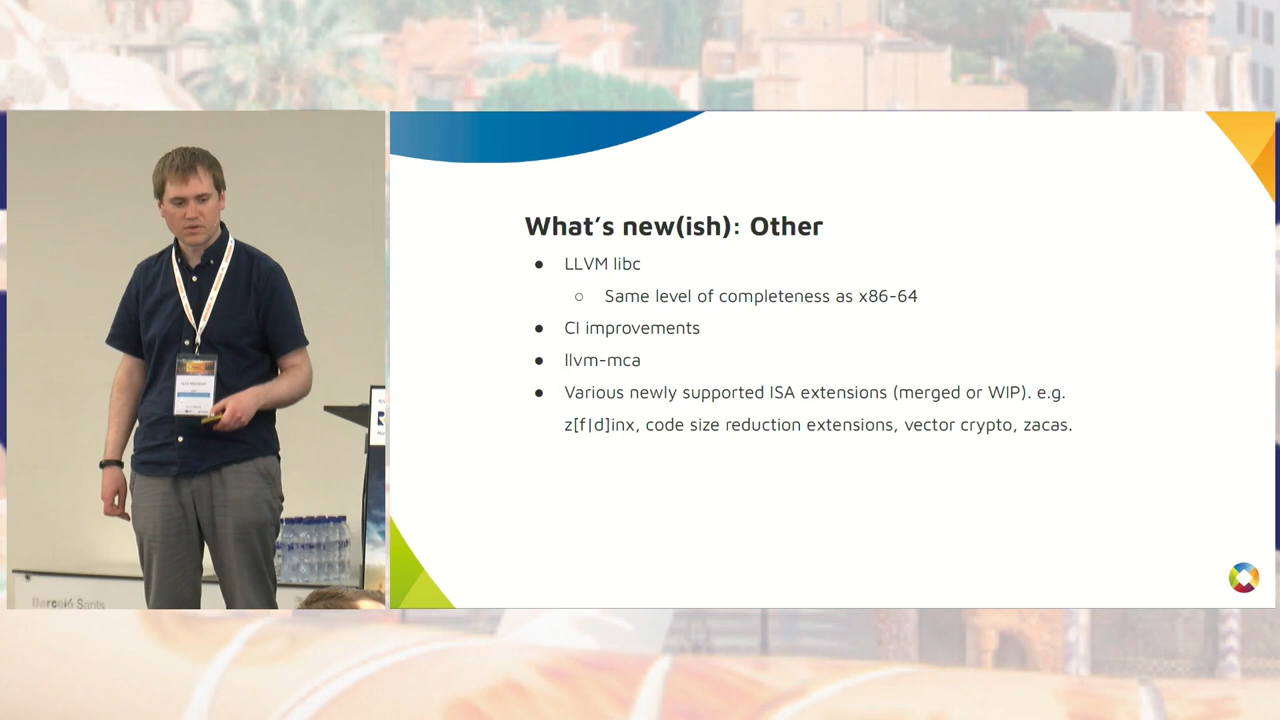 What's new(ish): Other
● LLVM libc
○ Same level of completeness as x86-64
● CI improvements
● llvm-mca
● Various newly supported ISA extensions (merged or WIP). e.g.
z[f|d]inx, code size reduction extensions, vector crypto, zacas.
Barceló Sants